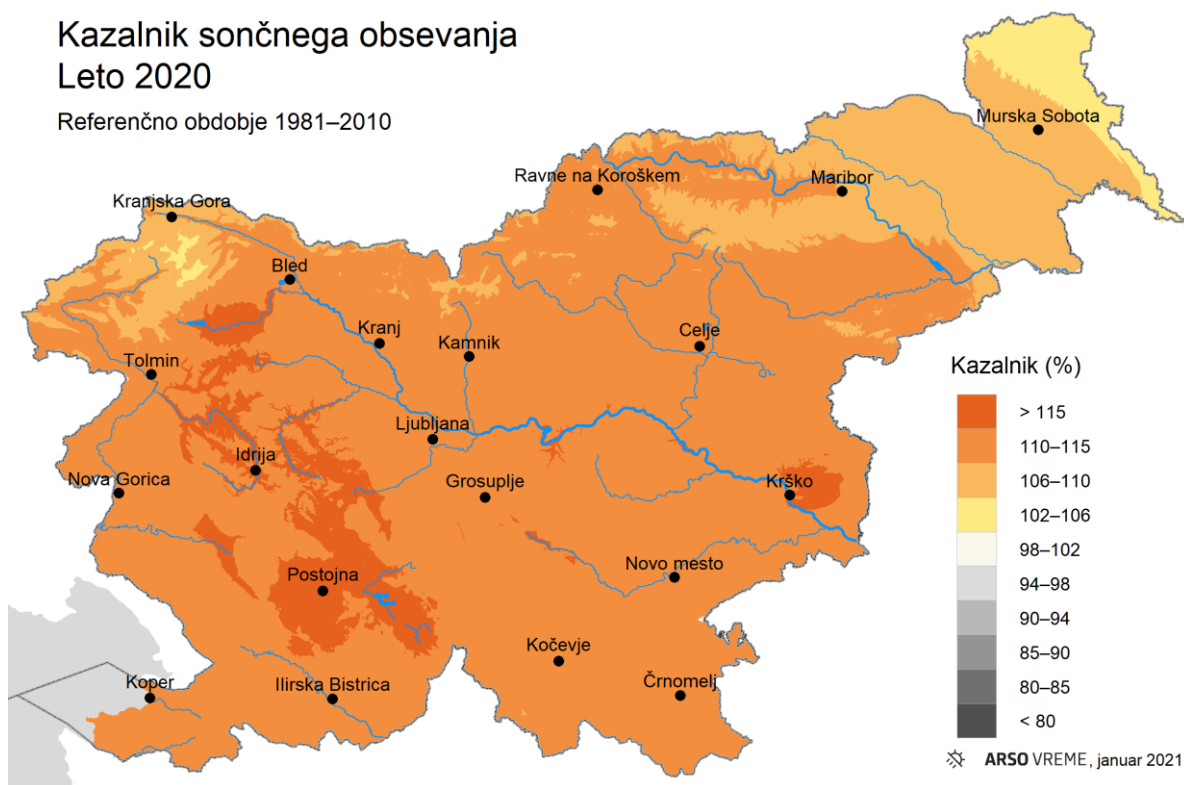 Kazalnik sončnega obsevanja
Leto 2020
Referenčno obdobje 1981–2010
Murska Sobota
Ravne na Koroškem
Maribor
Kranjska Gora
Bled
Kranj
Kamnik
Celje
Tolmin
Ljubljana
Idrija
Nova Gorica
Grosuplje
Krško
Postojna
Novo mesto
Kočevje
Koper
Ilirska Bistrica
Črnomelj
Kazalnik (%)
> 115
110–115
106–110
102–106
98–102
94–98
90–94
85–90
80–85
< 80
ARSO VREME, januar 2021